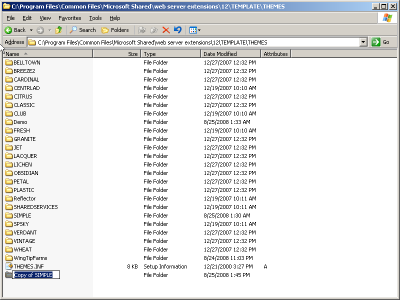 C:\Program Files\Common Files\Microsoft Shared\web server extensions\12\TEMPLATE\THEMES
File Edit View Favorites Tools Help
Back Search Folders
Address C:\Program Files\Common Files\Microsoft Shared\web server extensions\12\TEMPLATE\THEMES Go
Name Size Type Date Modified Attributes
BELLTOWN File Folder 12/27/2007 12:32 PM
BREEZE2 File Folder 12/27/2007 12:32 PM
CARDINAL File Folder 12/27/2007 12:32 PM
CENTRLAD File Folder 12/19/2007 10:10 AM
CITRUS File Folder 12/27/2007 12:32 PM
CLASSIC File Folder 12/27/2007 12:32 PM
CLUB File Folder 12/19/2007 10:10 AM
Demo File Folder 8/25/2008 1:33 AM
FRESH File Folder 12/19/2007 10:10 AM
GRANITE File Folder 12/27/2007 12:32 PM
JET File Folder 12/27/2007 12:32 PM
LACQUER File Folder 12/27/2007 12:32 PM
LICHEN File Folder 12/27/2007 12:32 PM
OBSIDIAN File Folder 12/27/2007 12:32 PM
PETAL File Folder 12/27/2007 12:32 PM
PLASTIC File Folder 12/27/2007 12:32 PM
Reflector File Folder 12/19/2007 10:11 AM
SHAREDSERVICES File Folder 12/19/2007 10:11 AM
SIMPLE File Folder 8/25/2008 1:30 AM
SPSKY File Folder 12/19/2007 10:11 AM
VERDANT File Folder 12/27/2007 12:32 PM
VINTAGE File Folder 12/27/2007 12:32 PM
WHEAT File Folder 12/27/2007 12:32 PM
WingTipFarms File Folder 8/24/2008 11:03 PM
THEMES.INF 8 KB Setup Information 12/21/2000 3:27 PM A
Copy of SIMPLE File Folder 8/25/2008 1:45 PM